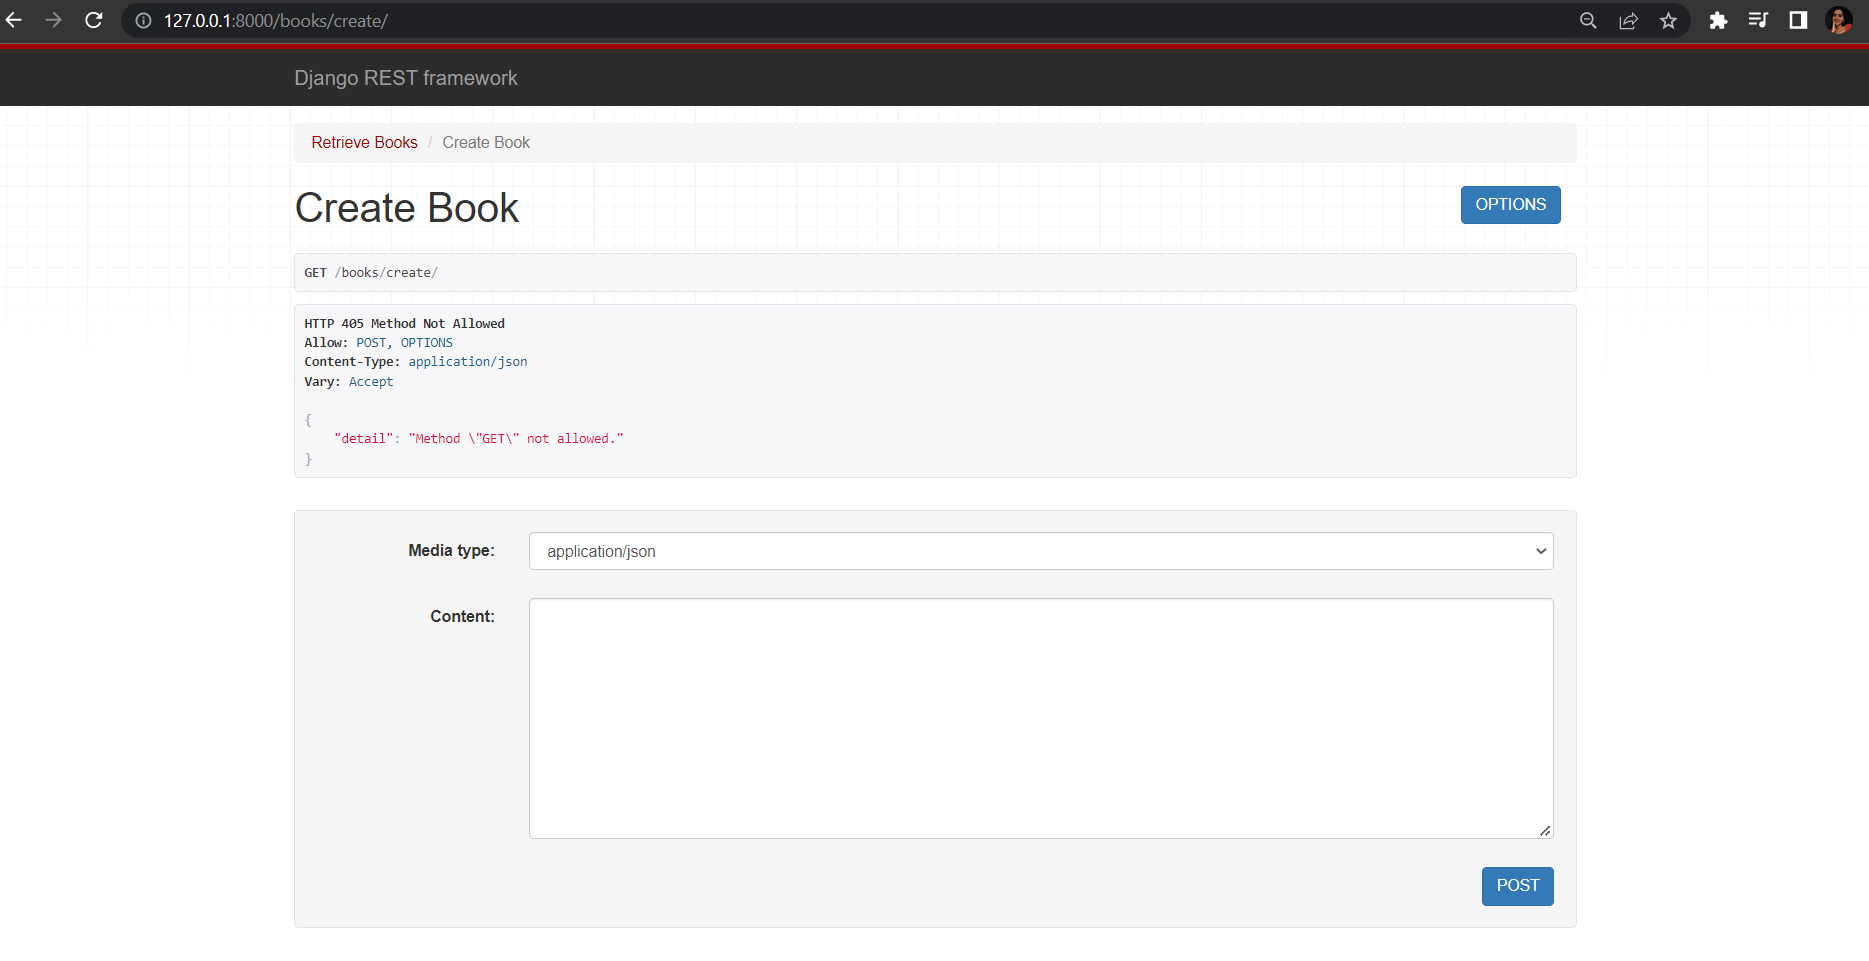 127.0.0.1:8000/books/create/
Django REST framework
Retrieve Books / Create Book
Create Book
OPTIONS
GET /books/create/
HTTP 405 Method Not Allowed
Allow: POST, OPTIONS
Content-Type: application/json
Vary: Accept
{
"detail": "Method \"GET\" not allowed."
}
Media type:
application/json
Content:
POST